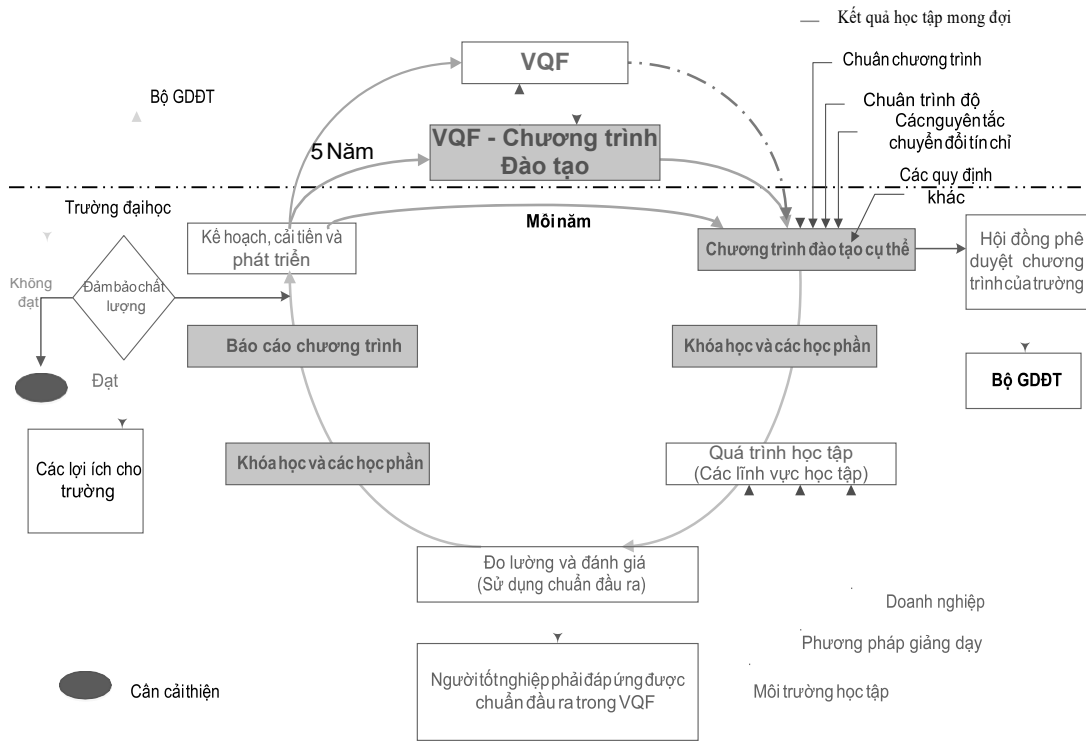 Kết quả học tập mong đợi
VQF
Chuân chương trình
Bộ GDĐT
Chuân trình độ
Các nguyên tắc
chuyển đổi tín chỉ
VQF - Chương trình
Đào tạo
5 Năm
Các quy định
khác
Trường đại học
Môi năm
Kê hoạch, cải tiên và
phát triển
Chương trình đào tạo cụ thể
Hội đồng phê
duyệt chương
trình của trường
Không
đạt
Đảm bảo chất
lượng
Báo cáo chương trình
Khóa học và các học phần
Đạt
Bộ GDĐT
Các lợi ích cho
trường
Khóa học và các học phần
Quá trình học tập
(Các lĩnh vực học tập)
Đo lường và đánh giá
(Sử dụng chuẩn đầu ra)
Doanh nghiệp
Phương pháp giảng dạy
Người tốt nghiệp phải đáp ứng được
chuẩn đầu ra trong VQF
Cân cải thiện
Môi trường học tập